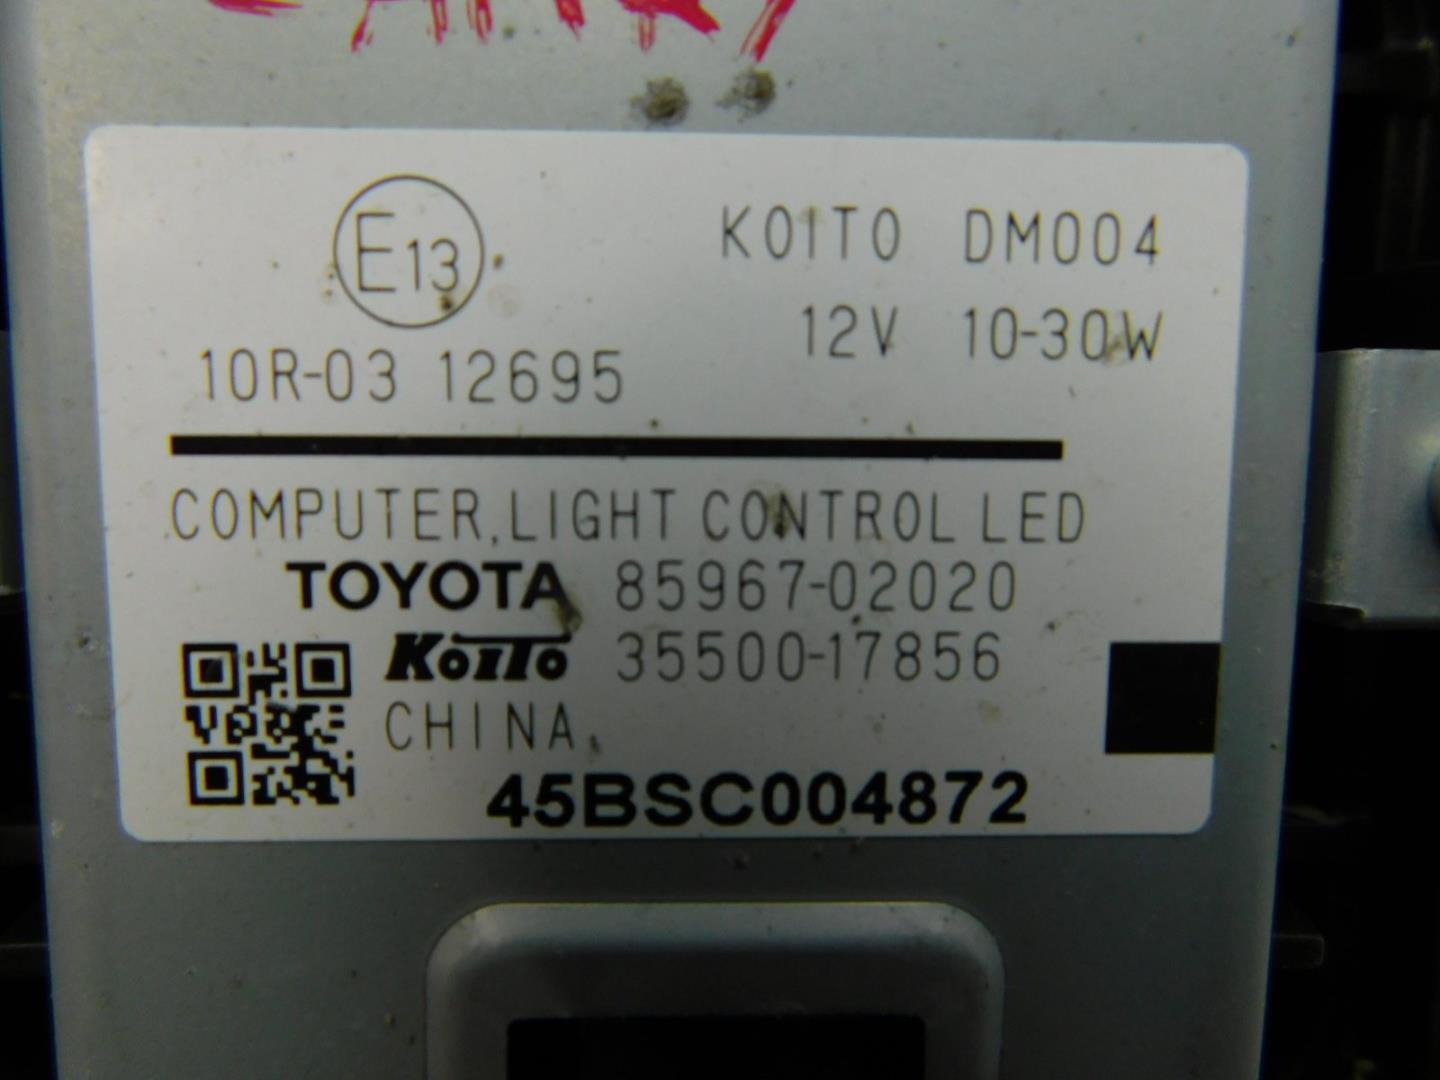 E13
KOITO DM004
12V 10-30W
10R-03 12695
COMPUTER,LIGHT CONTROL LED
TOYOTA 85967-02020
KOITO 35500-17856
CHINA
45BSC004872